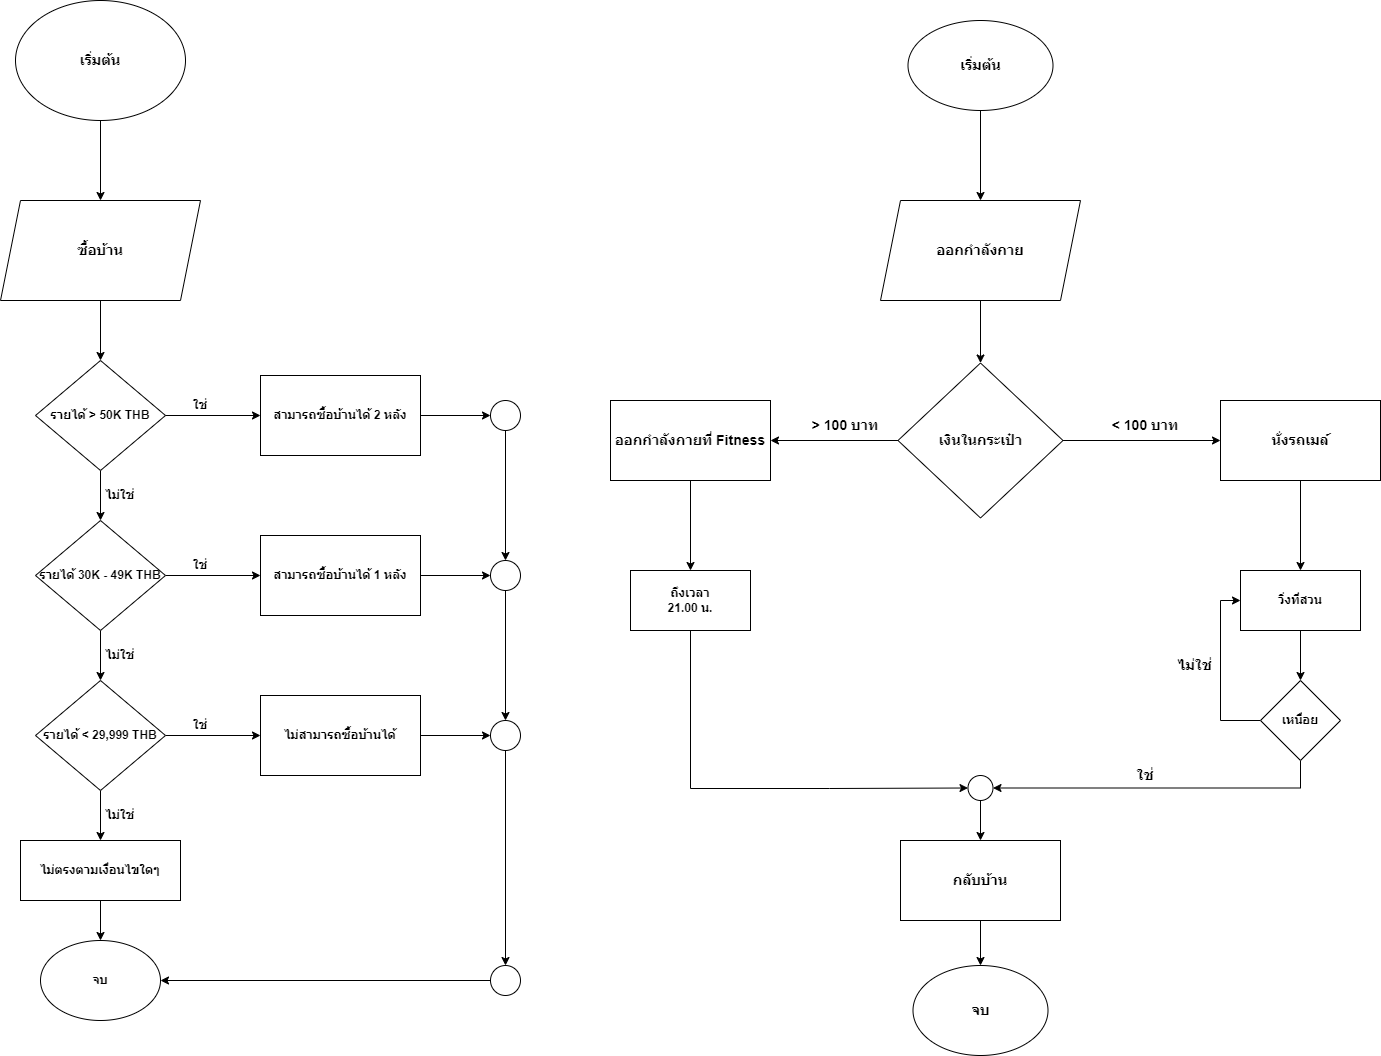 เริ่มต้น
ซื้อบ้าน
รายได้ > 50K THB
ใช่
สามารถซื้อบ้านได้ 2 หลัง
ไม่ใช่
รายได้ 30K - 49K THB
ใช่
สามารถซื้อบ้านได้ 1 หลัง
ไม่ใช่
รายได้ < 29,999 THB
ใช่
ไม่สามารถซื้อบ้านได้
ไม่ใช่
ไม่ตรงตามเงื่อนไขใดๆ
จบ
เริ่มต้น
ออกกำลังกาย
เงินในกระเป๋า
> 100 บาท
ออกกำลังกายที่ Fitness
ถึงเวลา
21.00 น.
< 100 บาท
นั่งรถเมล์
วิ่งที่สวน
ไม่ใช่
เหนื่อย
ใช่
กลับบ้าน
จบ